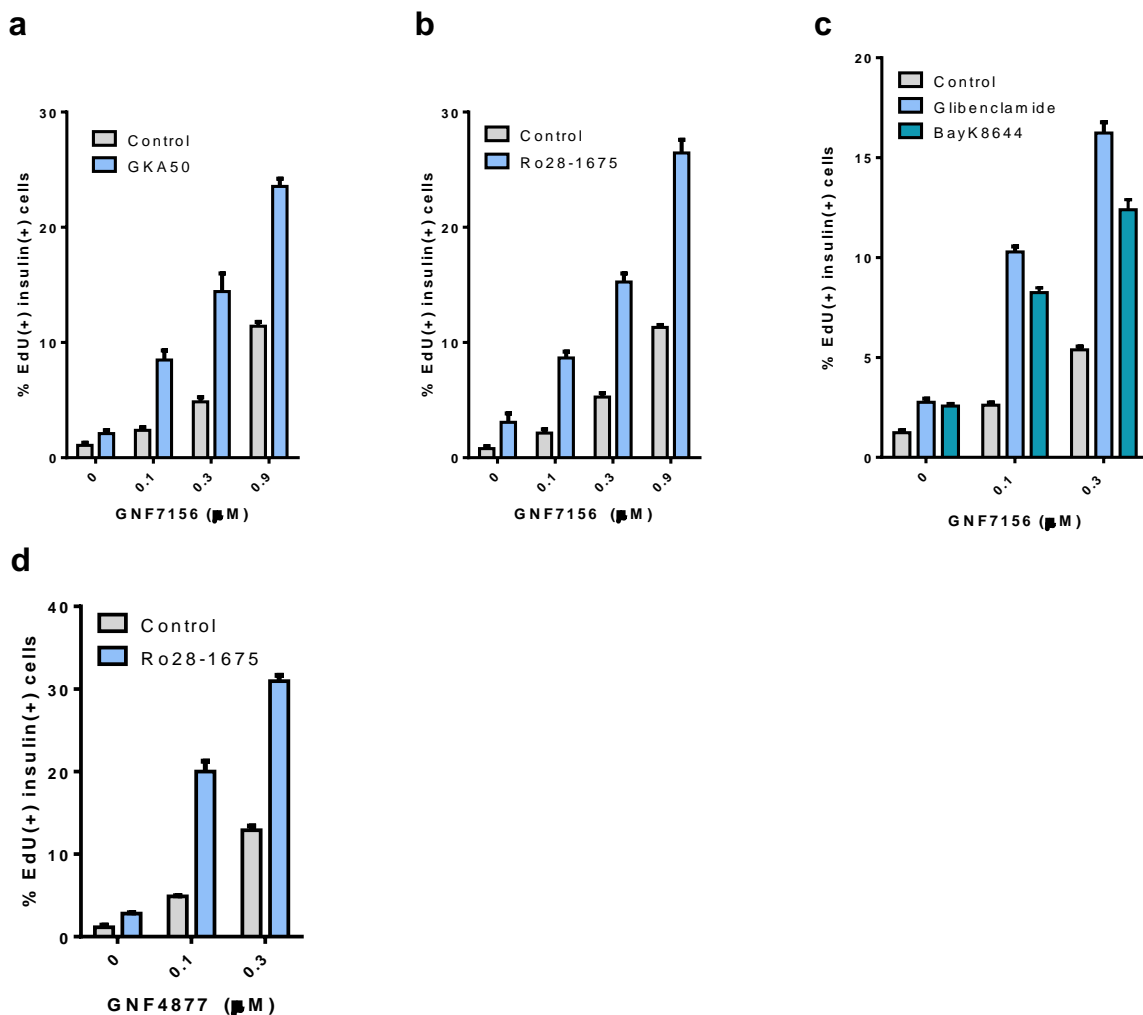 a
30
20
10
0
% EdU(+) insulin(+) cells
Control
GKA50
0
0.1
0.3
0.9
GNF7156 (μM)
b
30
20
10
0
% EdU(+) insulin(+) cells
Control
Ro28-1675
0
0.1
0.3
0.9
GNF7156 (μM)
c
20
15
10
5
0
% EdU(+) insulin(+) cells
Control
Glibenclamide
BayK8644
0
0.1
0.3
GNF7156 (μM)
d
40
30
20
10
0
% EdU(+) insulin(+) cells
Control
Ro28-1675
0
0.1
0.3
GNF4877 (μM)